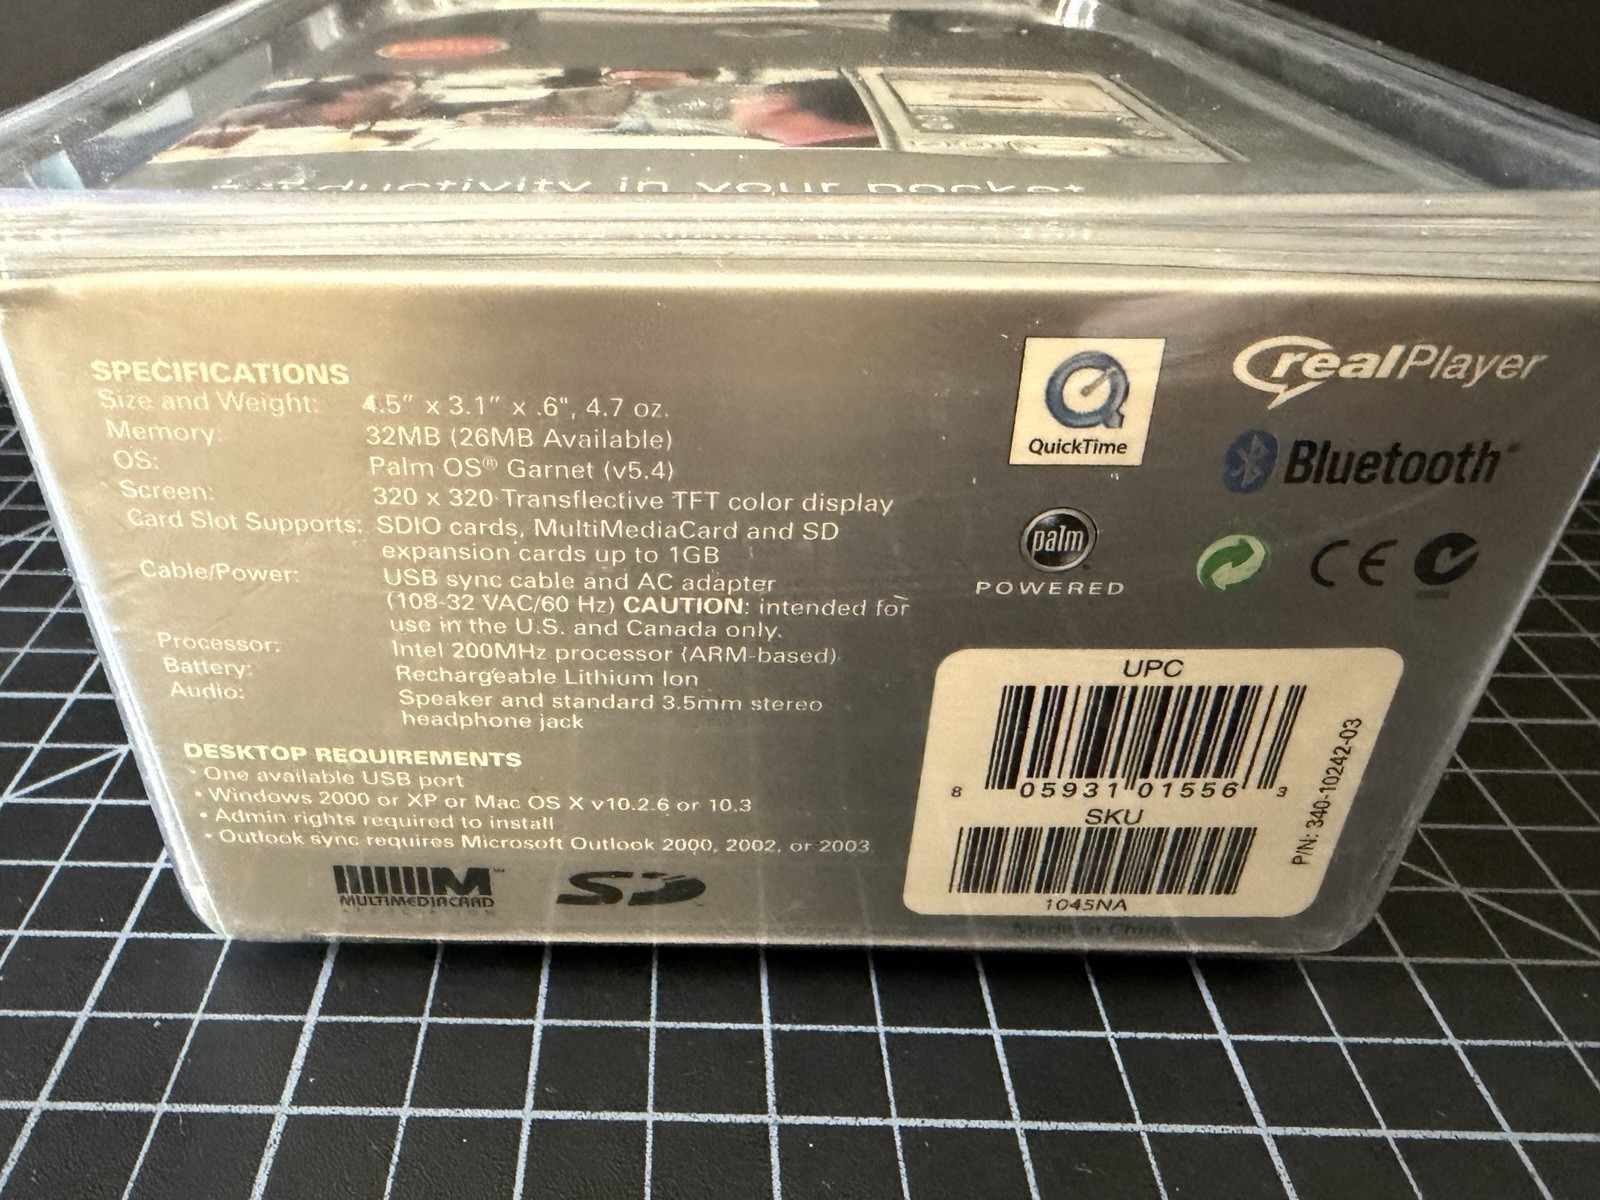 productivity in your pocket
SPECIFICATIONS
Size and Weight: 4.5" x 3.1" x .6", 4.7 oz.
Memory: 32MB (26MB Available)
OS: Palm OS® Garnet (v5.4)
Screen: 320 x 320 Transflective TFT color display
Card Slot Supports: SDIO cards, MultiMediaCard and SD
expansion cards up to 1GB
Cable/Power: USB sync cable and AC adapter
(108-32 VAC/60 Hz) CAUTION: intended for
use in the U.S. and Canada only.
Processor: Intel 200MHz processor (ARM-based)
Battery: Rechargeable Lithium Ion
Audio: Speaker and standard 3.5mm stereo
headphone jack
DESKTOP REQUIREMENTS
• One available USB port
• Windows 2000 or XP or Mac OS X v10.2.6 or 10.3
• Admin rights required to install
• Outlook sync requires Microsoft Outlook 2000, 2002, or 2003.
M™
MULTIMEDIACARD
ASSOCIATION
SD™
QuickTime
realPlayer
Bluetooth®
palm
POWERED
CE
UPC
8 05931 01556 3
SKU
1045NA
P/N: 340-10242-03
Made in China